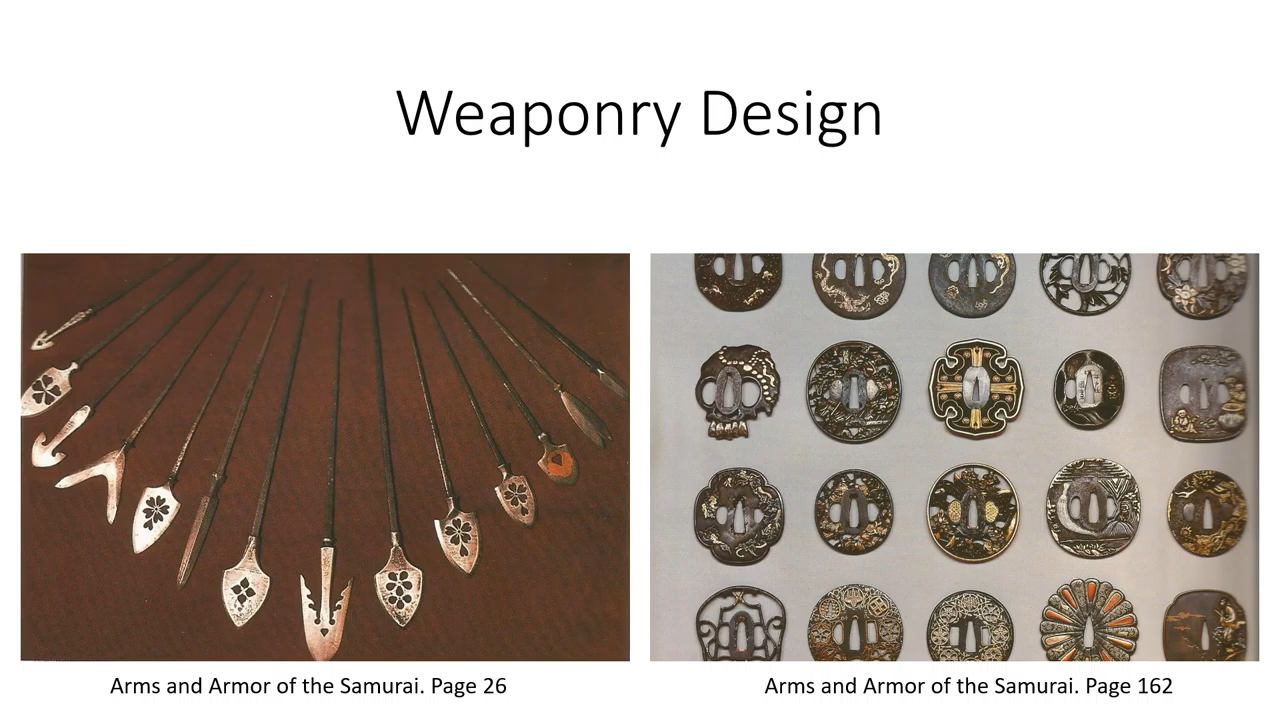 Weaponry Design
Arms and Armor of the Samurai. Page 26
Arms and Armor of the Samurai. Page 162